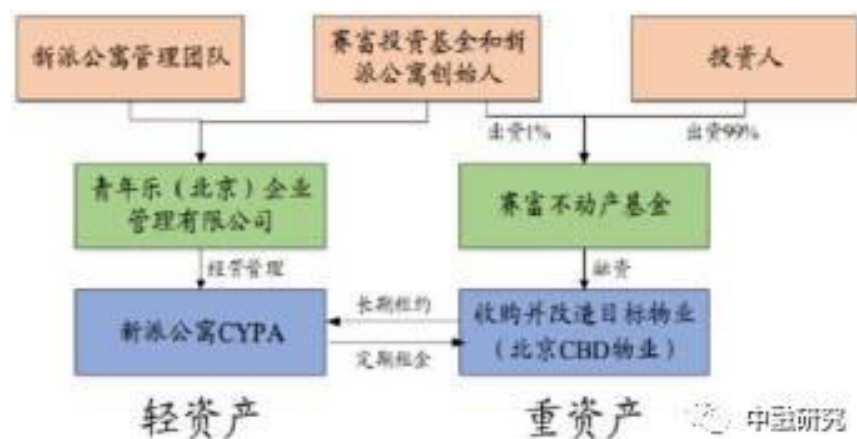 新派公寓管理团队
赛富投资基金和新
派公寓创始人
投资人
出资1%
出资99%
青年乐（北京）企业
管理有限公司
赛富不动产基金
经营管理
融资
新派公寓CYPA
长期租约
定期租金
收购并改造目标物业
（北京CBD物业）
轻资产
重资产
中融研究